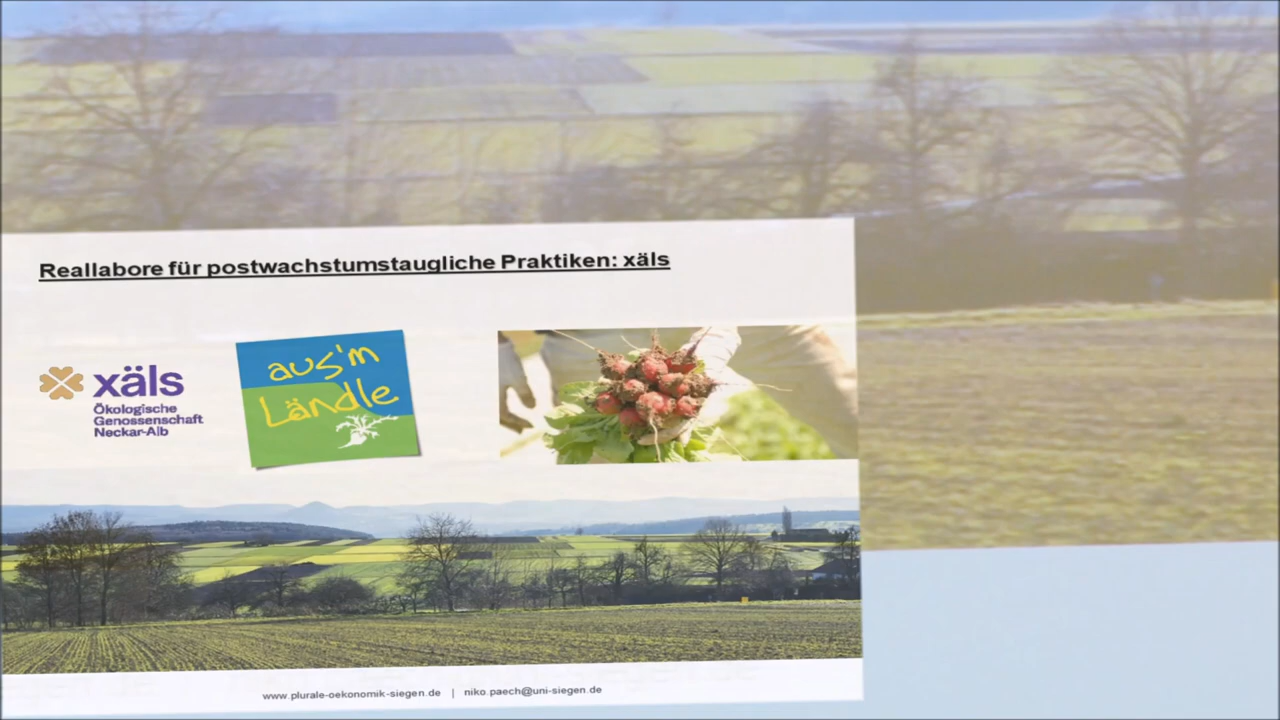 Reallabore für postwachstumstaugliche Praktiken: xäls
xäls
Ökologische
Genossenschaft
Neckar-Alb
aus'm
Ländle
www.plurale-oekonomik-siegen.de | niko.paech@uni-siegen.de